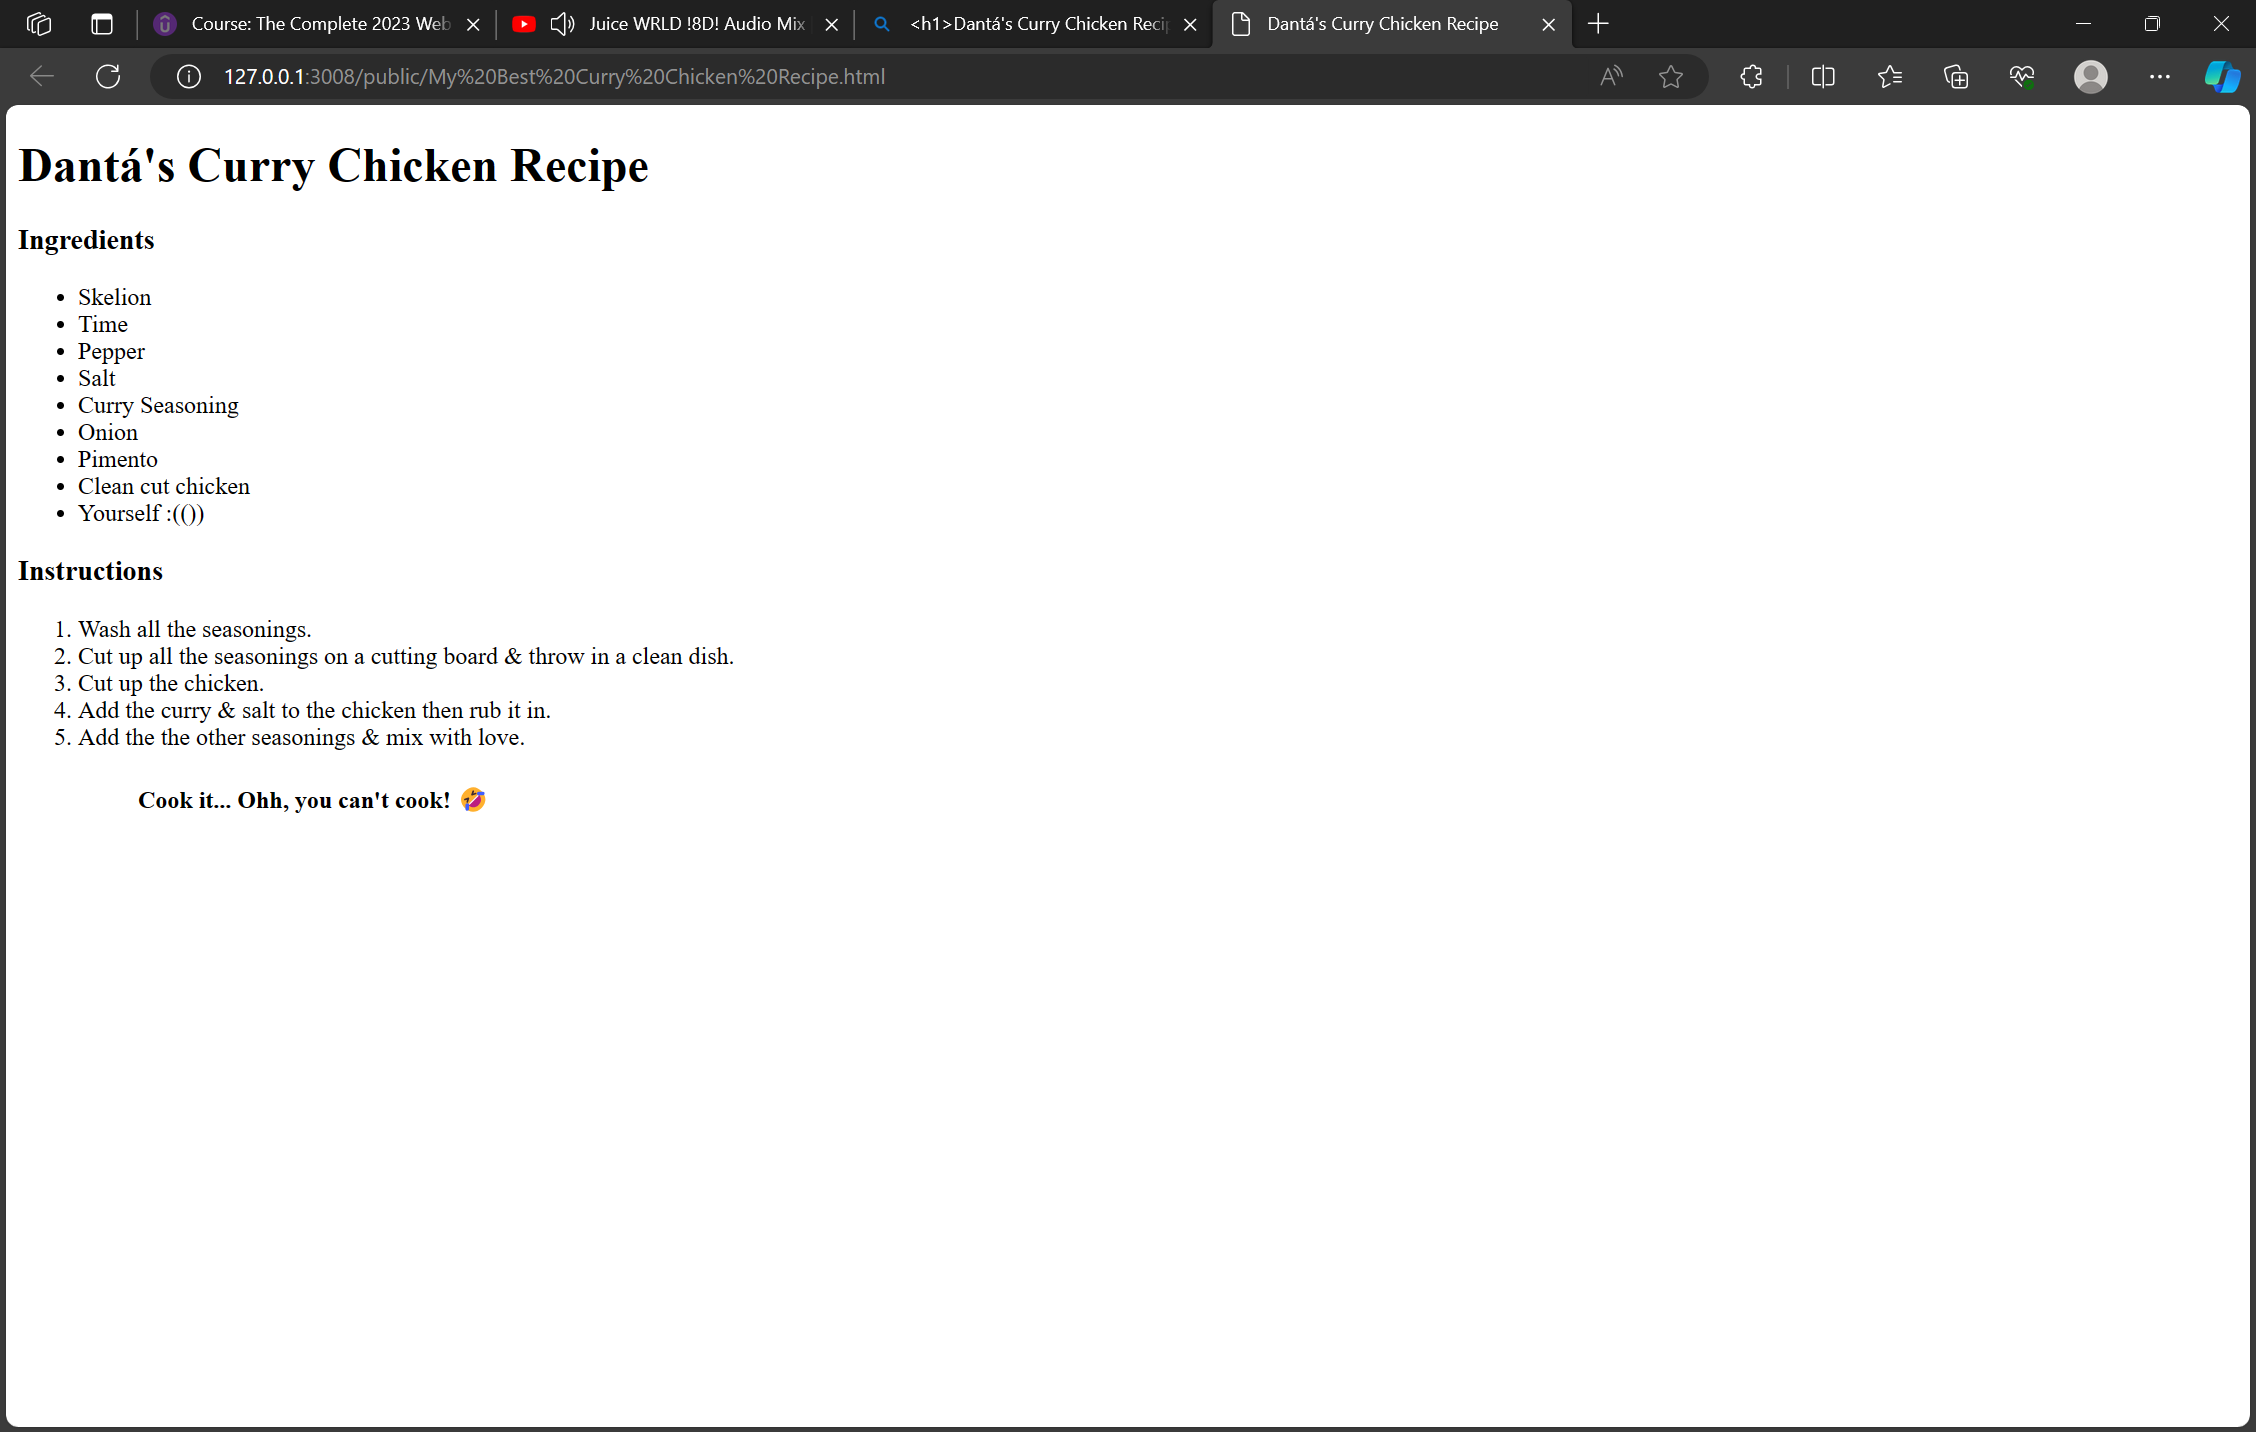 Course: The Complete 2023 Web
Juice WRLD !8D! Audio Mix
<h1>Dantá's Curry Chicken Recip
Dantá's Curry Chicken Recipe
127.0.0.1:3008/public/My%20Best%20Curry%20Chicken%20Recipe.html
Dantá's Curry Chicken Recipe
Ingredients
• Skelion
• Time
• Pepper
• Salt
• Curry Seasoning
• Onion
• Pimento
• Clean cut chicken
• Yourself :(())
Instructions
1. Wash all the seasonings.
2. Cut up all the seasonings on a cutting board & throw in a clean dish.
3. Cut up the chicken.
4. Add the curry & salt to the chicken then rub it in.
5. Add the the other seasonings & mix with love.
Cook it... Ohh, you can't cook! 🤣